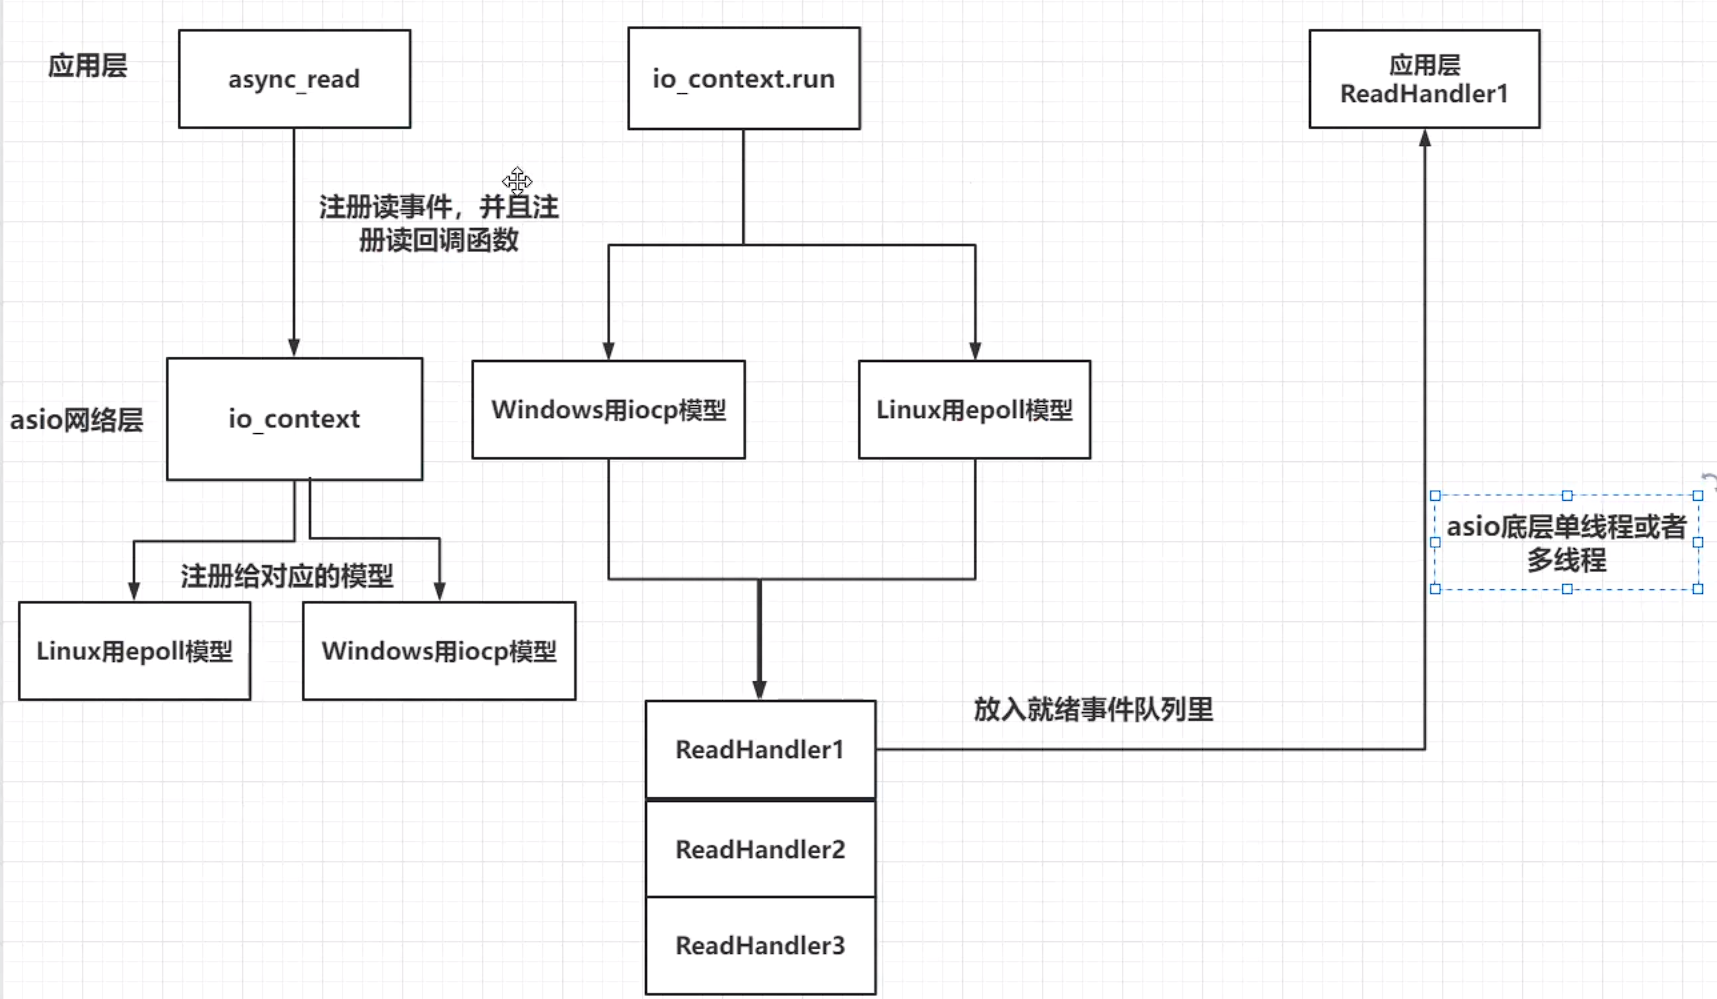 应用层
async_read
io_context.run
应用层
ReadHandler1
注册读事件，并且注
册读回调函数
asio网络层
io_context
Windows用iocp模型
Linux用epoll模型
asio底层单线程或者
多线程
注册给对应的模型
Linux用epoll模型
Windows用iocp模型
放入就绪事件队列里
ReadHandler1
ReadHandler2
ReadHandler3